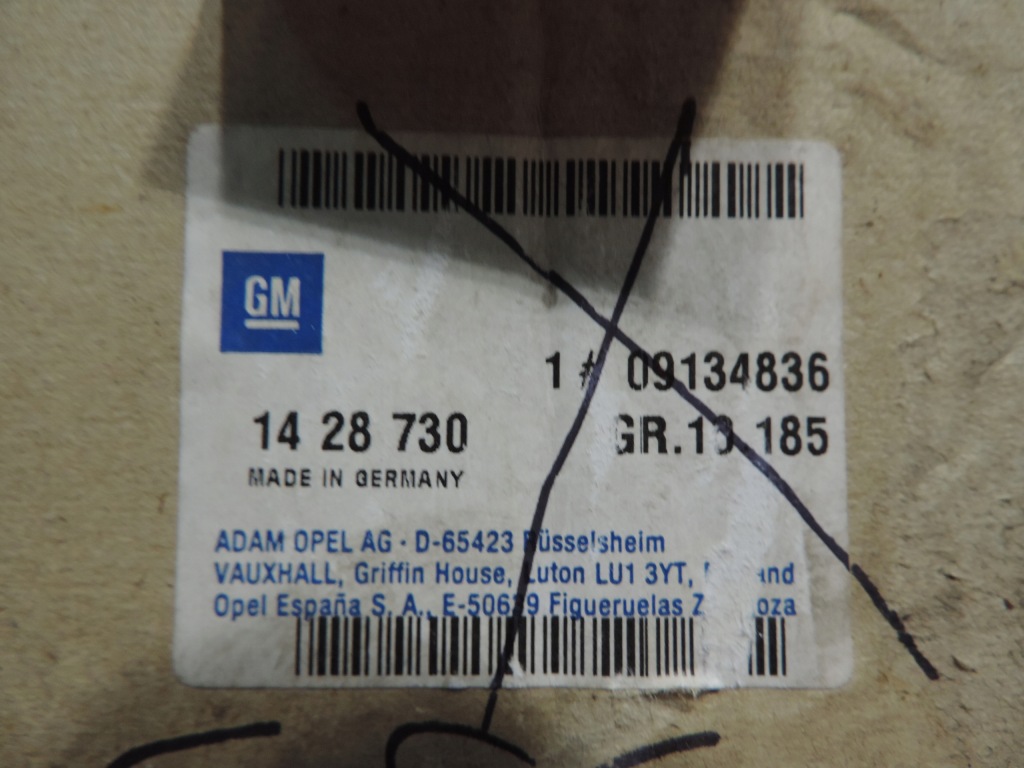 GM
1 # 09134836
14 28 730
GR. 185
MADE IN GERMANY
ADAM OPEL AG · D-65423 Rüsselsheim
VAUXHALL, Griffin House, Luton LU1 3YT,
Opel España S. A., E-50639 Figueruelas